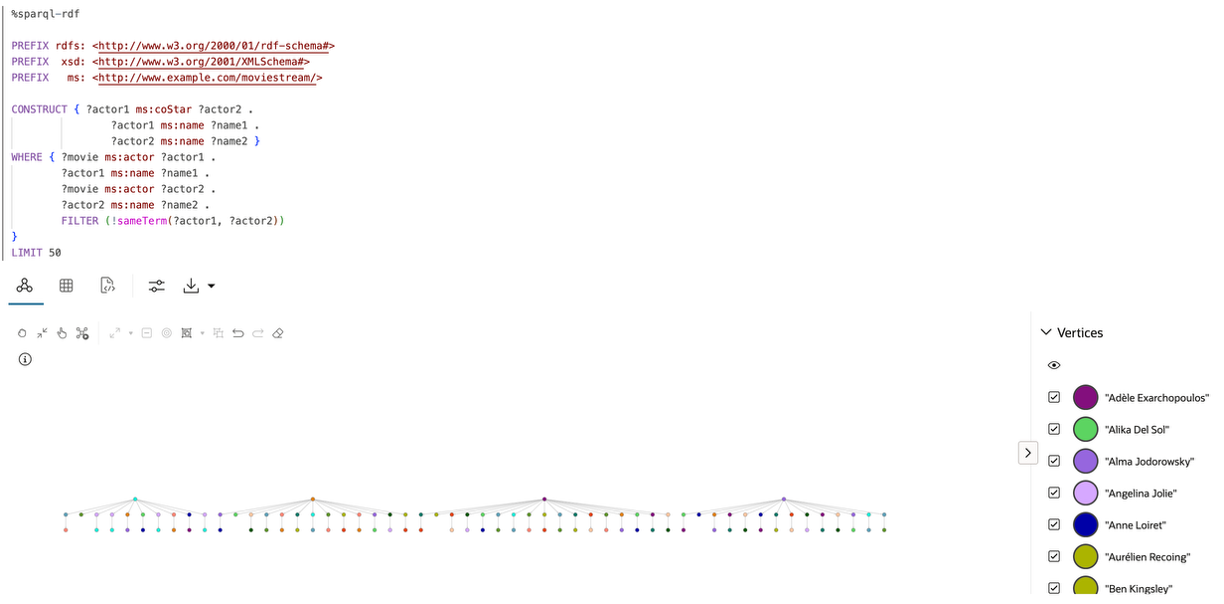 %sparql-rdf
PREFIX rdfs: <http://www.w3.org/2000/01/rdf-schema#>
PREFIX  xsd: <http://www.w3.org/2001/XMLSchema#>
PREFIX   ms: <http://www.example.com/moviestream/>
CONSTRUCT { ?actor1 ms:coStar ?actor2 .
?actor1 ms:name ?name1 .
?actor2 ms:name ?name2 }
WHERE { ?movie ms:actor ?actor1 .
?actor1 ms:name ?name1 .
?movie ms:actor ?actor2 .
?actor2 ms:name ?name2 .
FILTER (!sameTerm(?actor1, ?actor2))
}
LIMIT 50
Vertices
"Adèle Exarchopoulos"
"Alika Del Sol"
"Alma Jodorowsky"
"Angelina Jolie"
"Anne Loiret"
"Aurélien Recoing"
"Ben Kingsley"